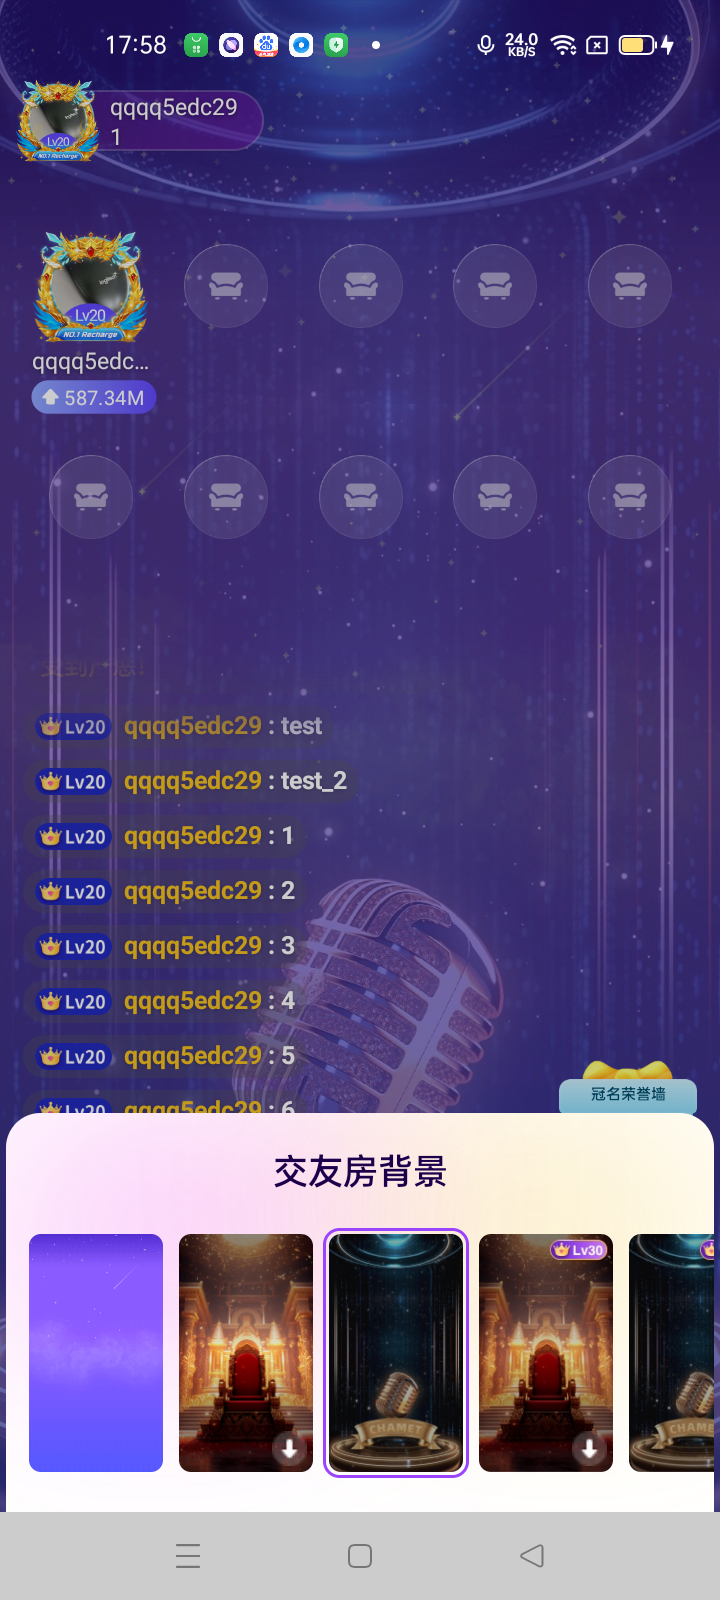 17:58
24.0
KB/S
qqqq5edc29
1
Lv20
NO.1 Recharge
Lv20
NO.1 Recharge
qqqq5edc...
587.34M
Lv20 qqqq5edc29 : test
Lv20 qqqq5edc29 : test_2
Lv20 qqqq5edc29 : 1
Lv20 qqqq5edc29 : 2
Lv20 qqqq5edc29 : 3
Lv20 qqqq5edc29 : 4
Lv20 qqqq5edc29 : 5
Lv20 qqqq5edc29 : 6
冠名荣誉墙
交友房背景
Lv30
CHAMET
CHAME